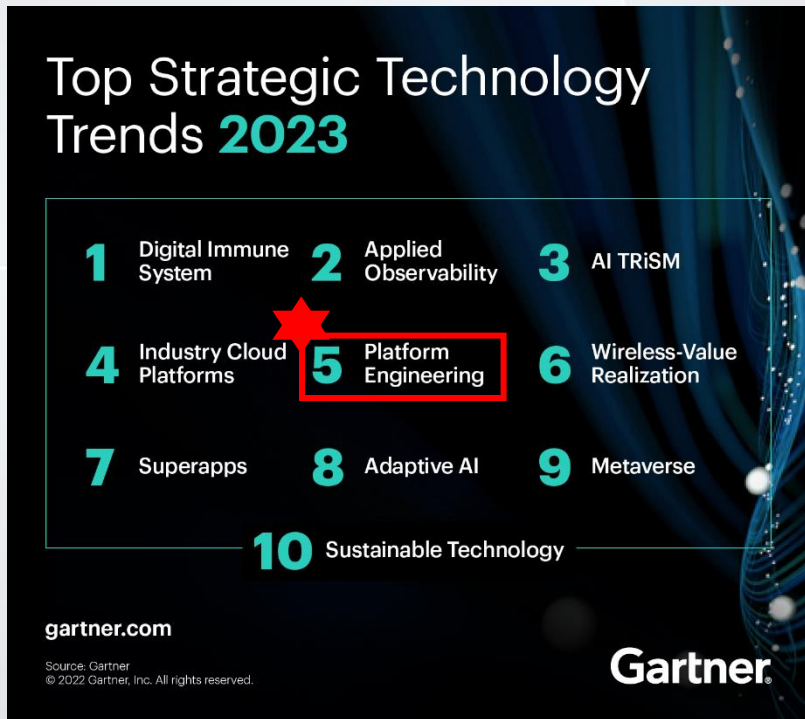 Top Strategic Technology
Trends 2023
1 Digital Immune
System
2 Applied
Observability
3 AI TRiSM
4 Industry Cloud
Platforms
5 Platform
Engineering
6 Wireless-Value
Realization
7 Superapps
8 Adaptive AI
9 Metaverse
10 Sustainable Technology
gartner.com
Source: Gartner
© 2022 Gartner, Inc. All rights reserved.
Gartner®